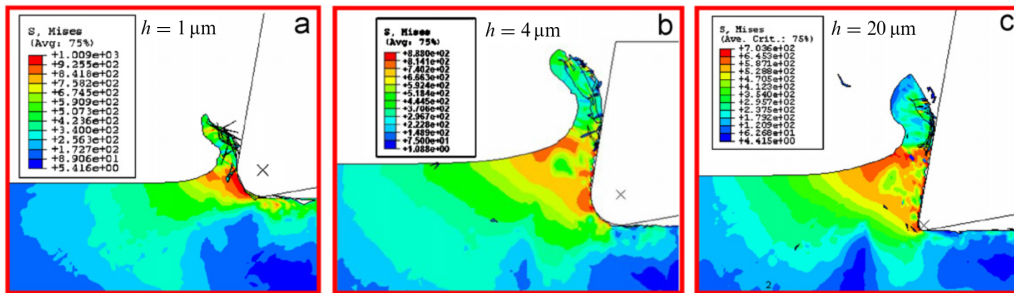 a
h = 1 µm
S, Mises
(Avg: 75%)
+1.009e+03
+9.255e+02
+8.418e+02
+7.582e+02
+6.745e+02
+5.909e+02
+5.073e+02
+4.236e+02
+3.400e+02
+2.563e+02
+1.727e+02
+8.906e+01
+5.416e+00
b
h = 4 µm
S, Mises
(Avg: 75%)
+8.880e+02
+8.141e+02
+7.402e+02
+6.663e+02
+5.924e+02
+5.184e+02
+4.445e+02
+3.706e+02
+2.967e+02
+2.228e+02
+1.489e+02
+7.500e+01
+1.088e+00
c
h = 20 µm
S, Mises
(Ave. Crit.: 75%)
+7.036e+02
+6.453e+02
+5.871e+02
+5.288e+02
+4.705e+02
+4.123e+02
+3.540e+02
+2.957e+02
+2.375e+02
+1.792e+02
+1.209e+02
+6.268e+01
+4.415e+00
2